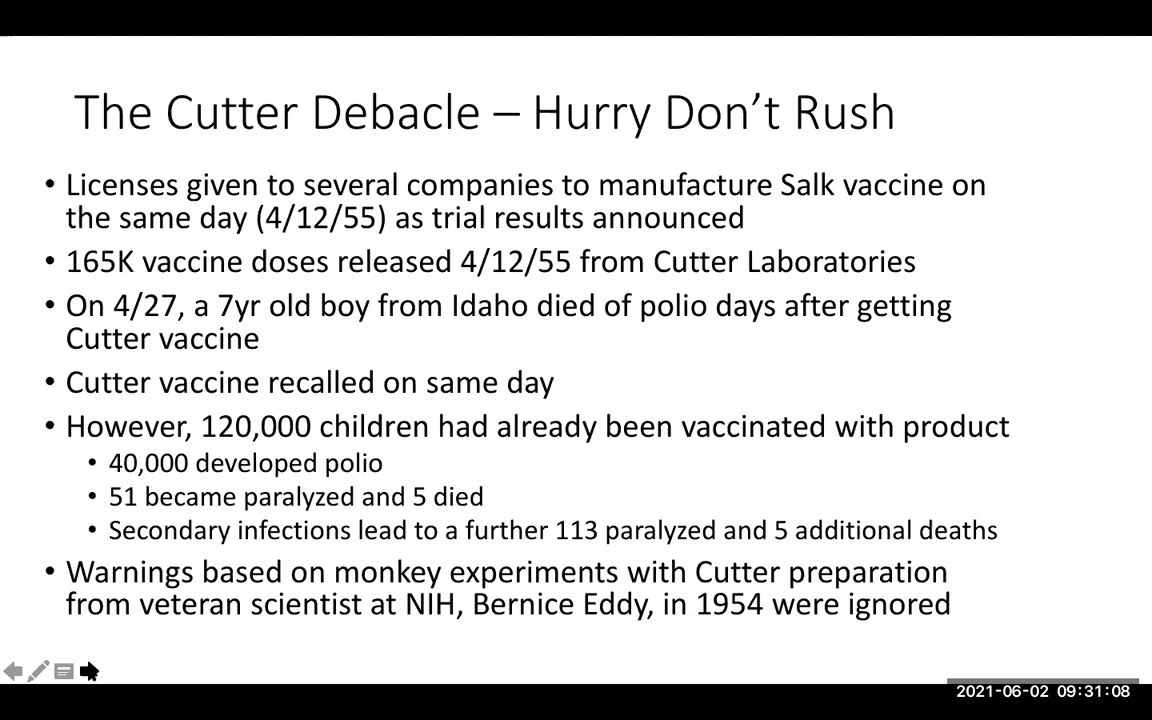 The Cutter Debacle – Hurry Don’t Rush
• Licenses given to several companies to manufacture Salk vaccine on
the same day (4/12/55) as trial results announced
• 165K vaccine doses released 4/12/55 from Cutter Laboratories
• On 4/27, a 7yr old boy from Idaho died of polio days after getting
Cutter vaccine
• Cutter vaccine recalled on same day
• However, 120,000 children had already been vaccinated with product
• 40,000 developed polio
• 51 became paralyzed and 5 died
• Secondary infections lead to a further 113 paralyzed and 5 additional deaths
• Warnings based on monkey experiments with Cutter preparation
from veteran scientist at NIH, Bernice Eddy, in 1954 were ignored
2021-06-02 09:31:08